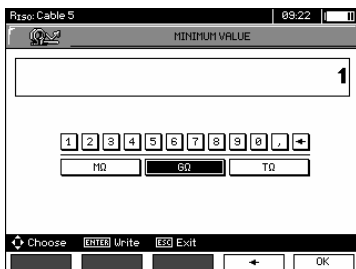 RISO: Cable 5 09:22
MINIMUM VALUE
1
1 2 3 4 5 6 7 8 9 0 , ←
MΩ GΩ TΩ
Choose ENTER Write ESC Exit
← OK